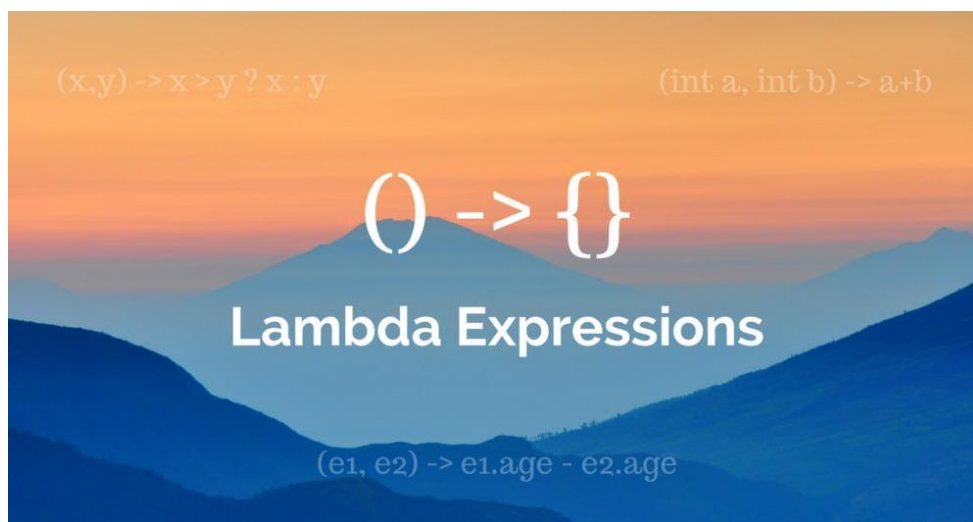 (x,y) -> x > y ? x : y
(int a, int b) -> a+b
() -> {}
Lambda Expressions
(e1, e2) -> e1.age - e2.age